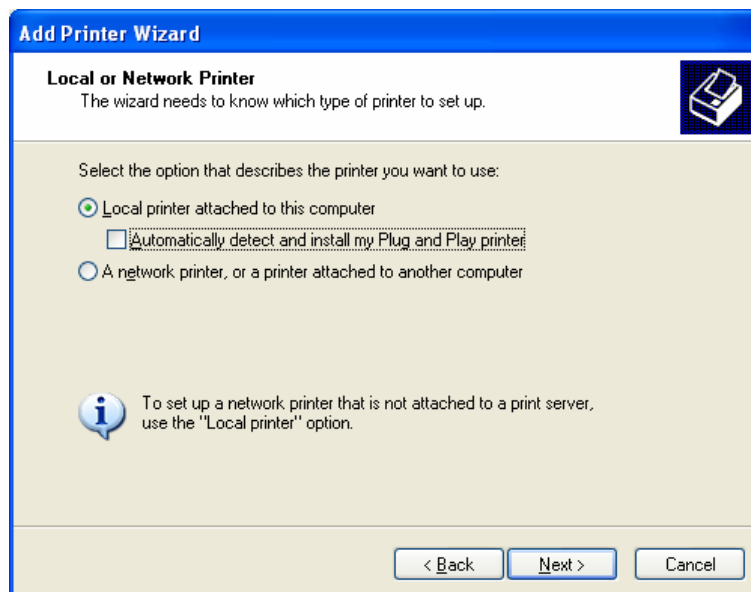 Add Printer Wizard
Local or Network Printer
The wizard needs to know which type of printer to set up.
Select the option that describes the printer you want to use:
Local printer attached to this computer
Automatically detect and install my Plug and Play printer
A network printer, or a printer attached to another computer
To set up a network printer that is not attached to a print server,
use the "Local printer" option.
< Back
Next >
Cancel